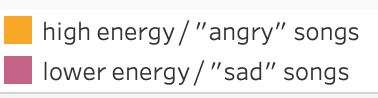 high energy / ”angry” songs
lower energy / ”sad” songs